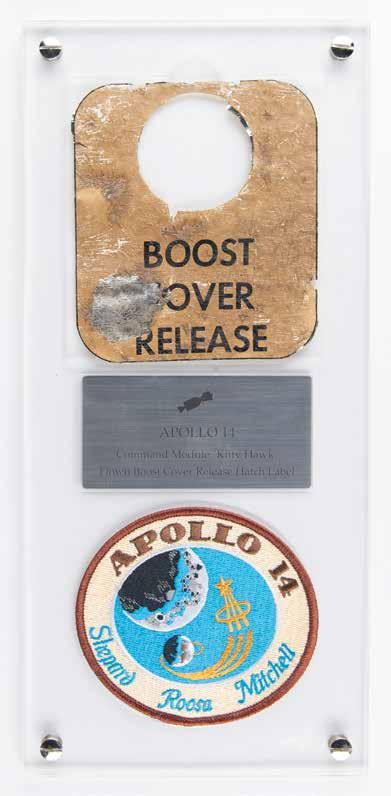 BOOST
COVER
RELEASE
APOLLO 14
Command Module 'Kitty Hawk'
Flown Boost Cover Release Hatch Label
APOLLO 14
Shepard
Roosa
Mitchell